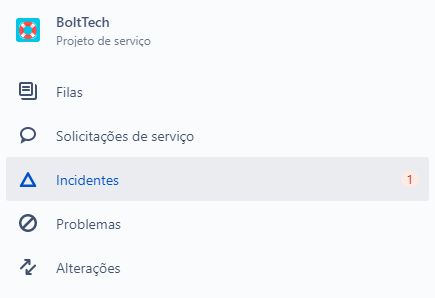 BoltTech
Projeto de serviço
Filas
Solicitações de serviço
Incidentes 1
Problemas
Alterações